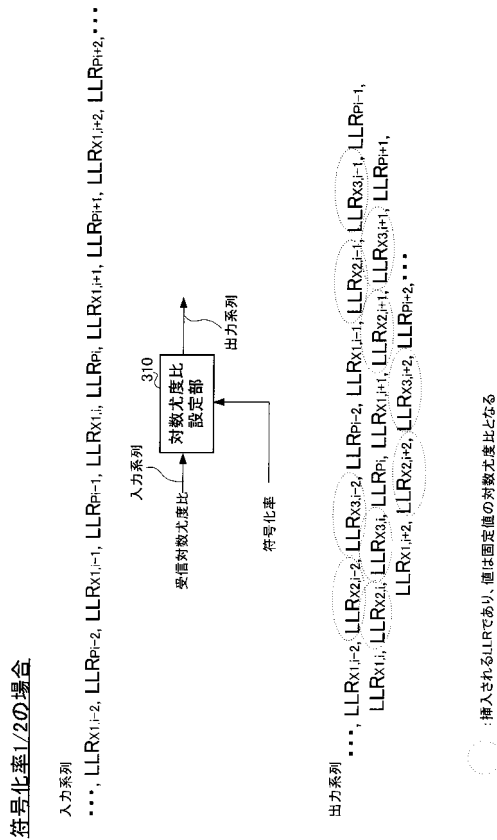 符号化率1/2の場合
入力系列
•••, LLRX1,i-2, LLRPi-2, LLRX1,i-1, LLRPi-1, LLRX1,i, LLRPi, LLRX1,i+1, LLRPi+1, LLRX1,i+2, LLRPi+2,•••
入力系列
310
受信対数尤度比
対数尤度比
設定部
出力系列
符号化率
出力系列
•••, LLRX1,i-2, LLRX2,i-2, LLRX3,i-2, LLRPi-2, LLRX1,i-1, LLRX2,i-1, LLRX3,i-1, LLRPi-1,
LLRX1,i, LLRX2,i, LLRX3,i, LLRPi, LLRX1,i+1, LLRX2,i+1, LLRX3,i+1, LLRPi+1,
LLRX1,i+2, LLRX2,i+2, LLRX3,i+2, LLRPi+2,•••
:挿入されるLLRであり、値は固定値の対数尤度比となる